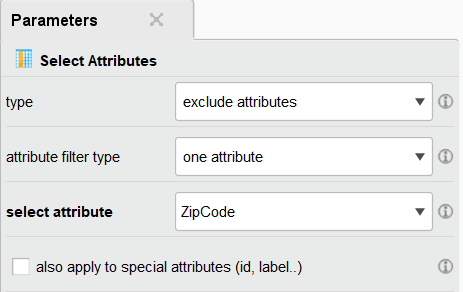 Parameters
Select Attributes
type exclude attributes
attribute filter type one attribute
select attribute ZipCode
also apply to special attributes (id, label..)